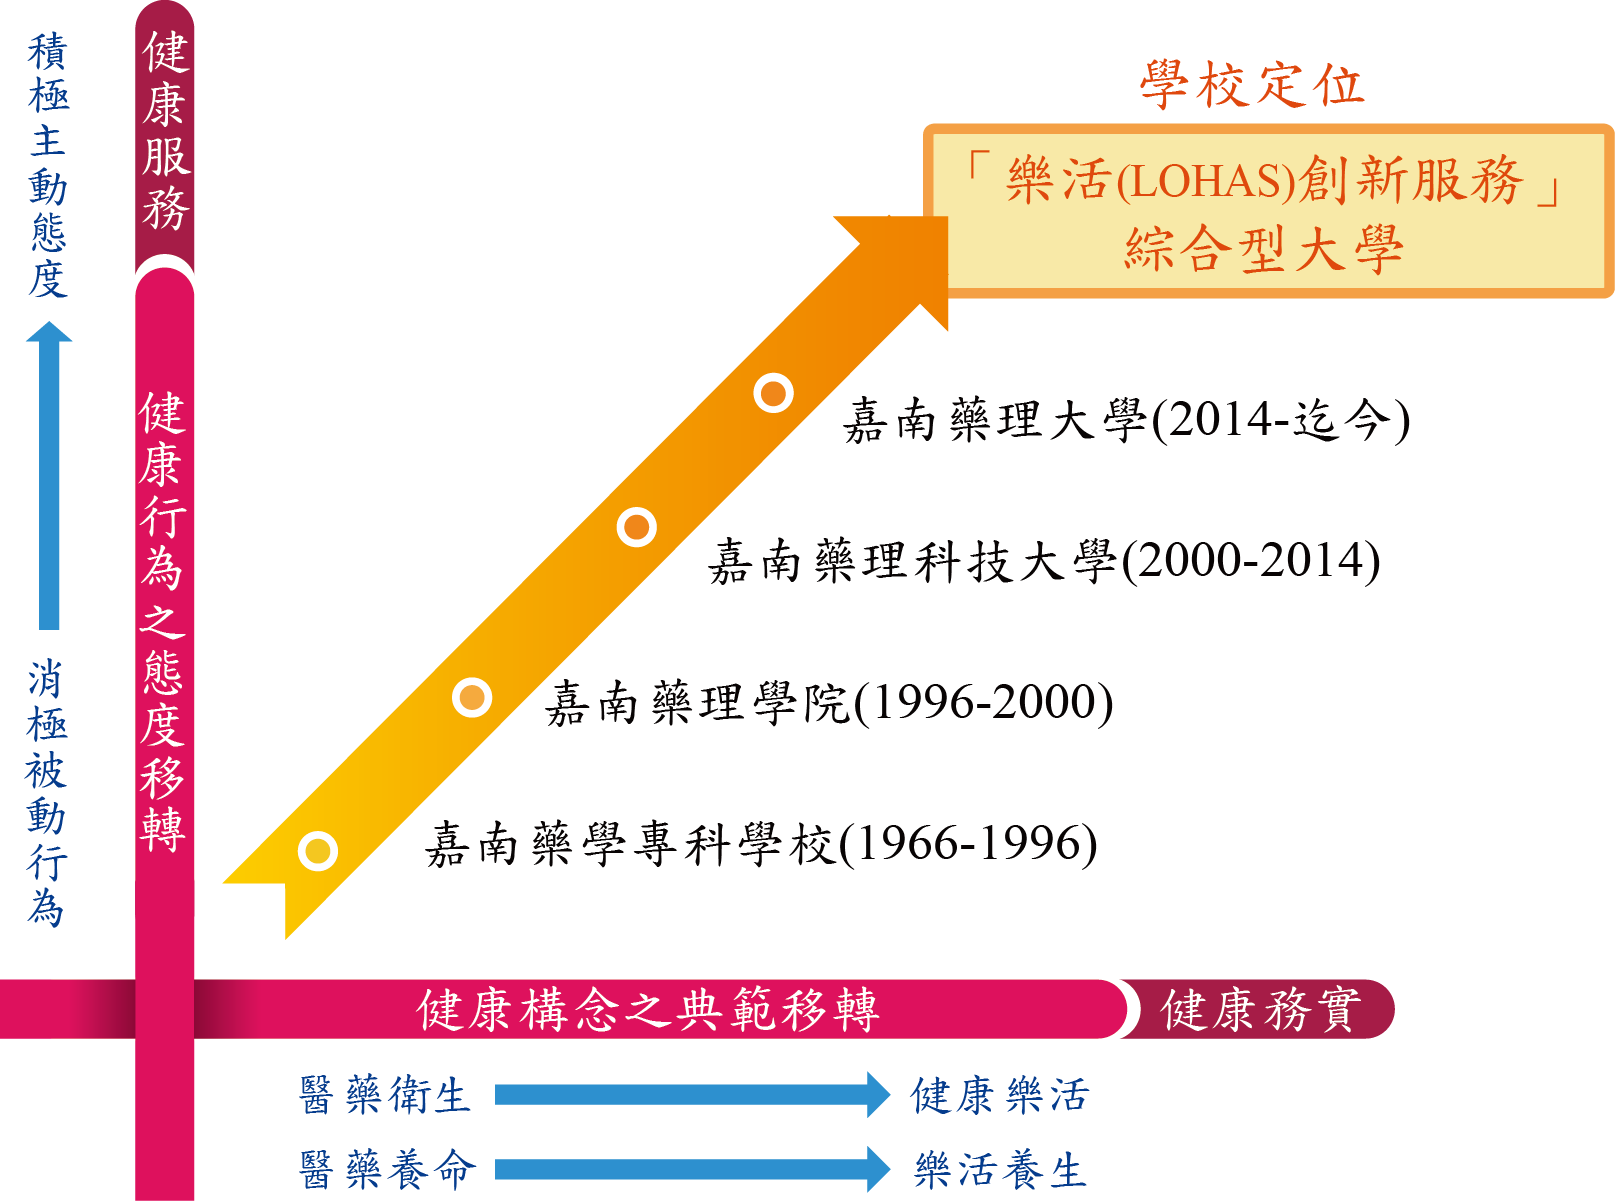 積極主動態度
消極被動行為
健康服務
健康行為之態度移轉
學校定位
「樂活(LOHAS)創新服務」
綜合型大學
嘉南藥理大學(2014-迄今)
嘉南藥理科技大學(2000-2014)
嘉南藥理學院(1996-2000)
嘉南藥學專科學校(1966-1996)
健康構念之典範移轉
健康務實
醫藥衛生
健康樂活
醫藥養命
樂活養生